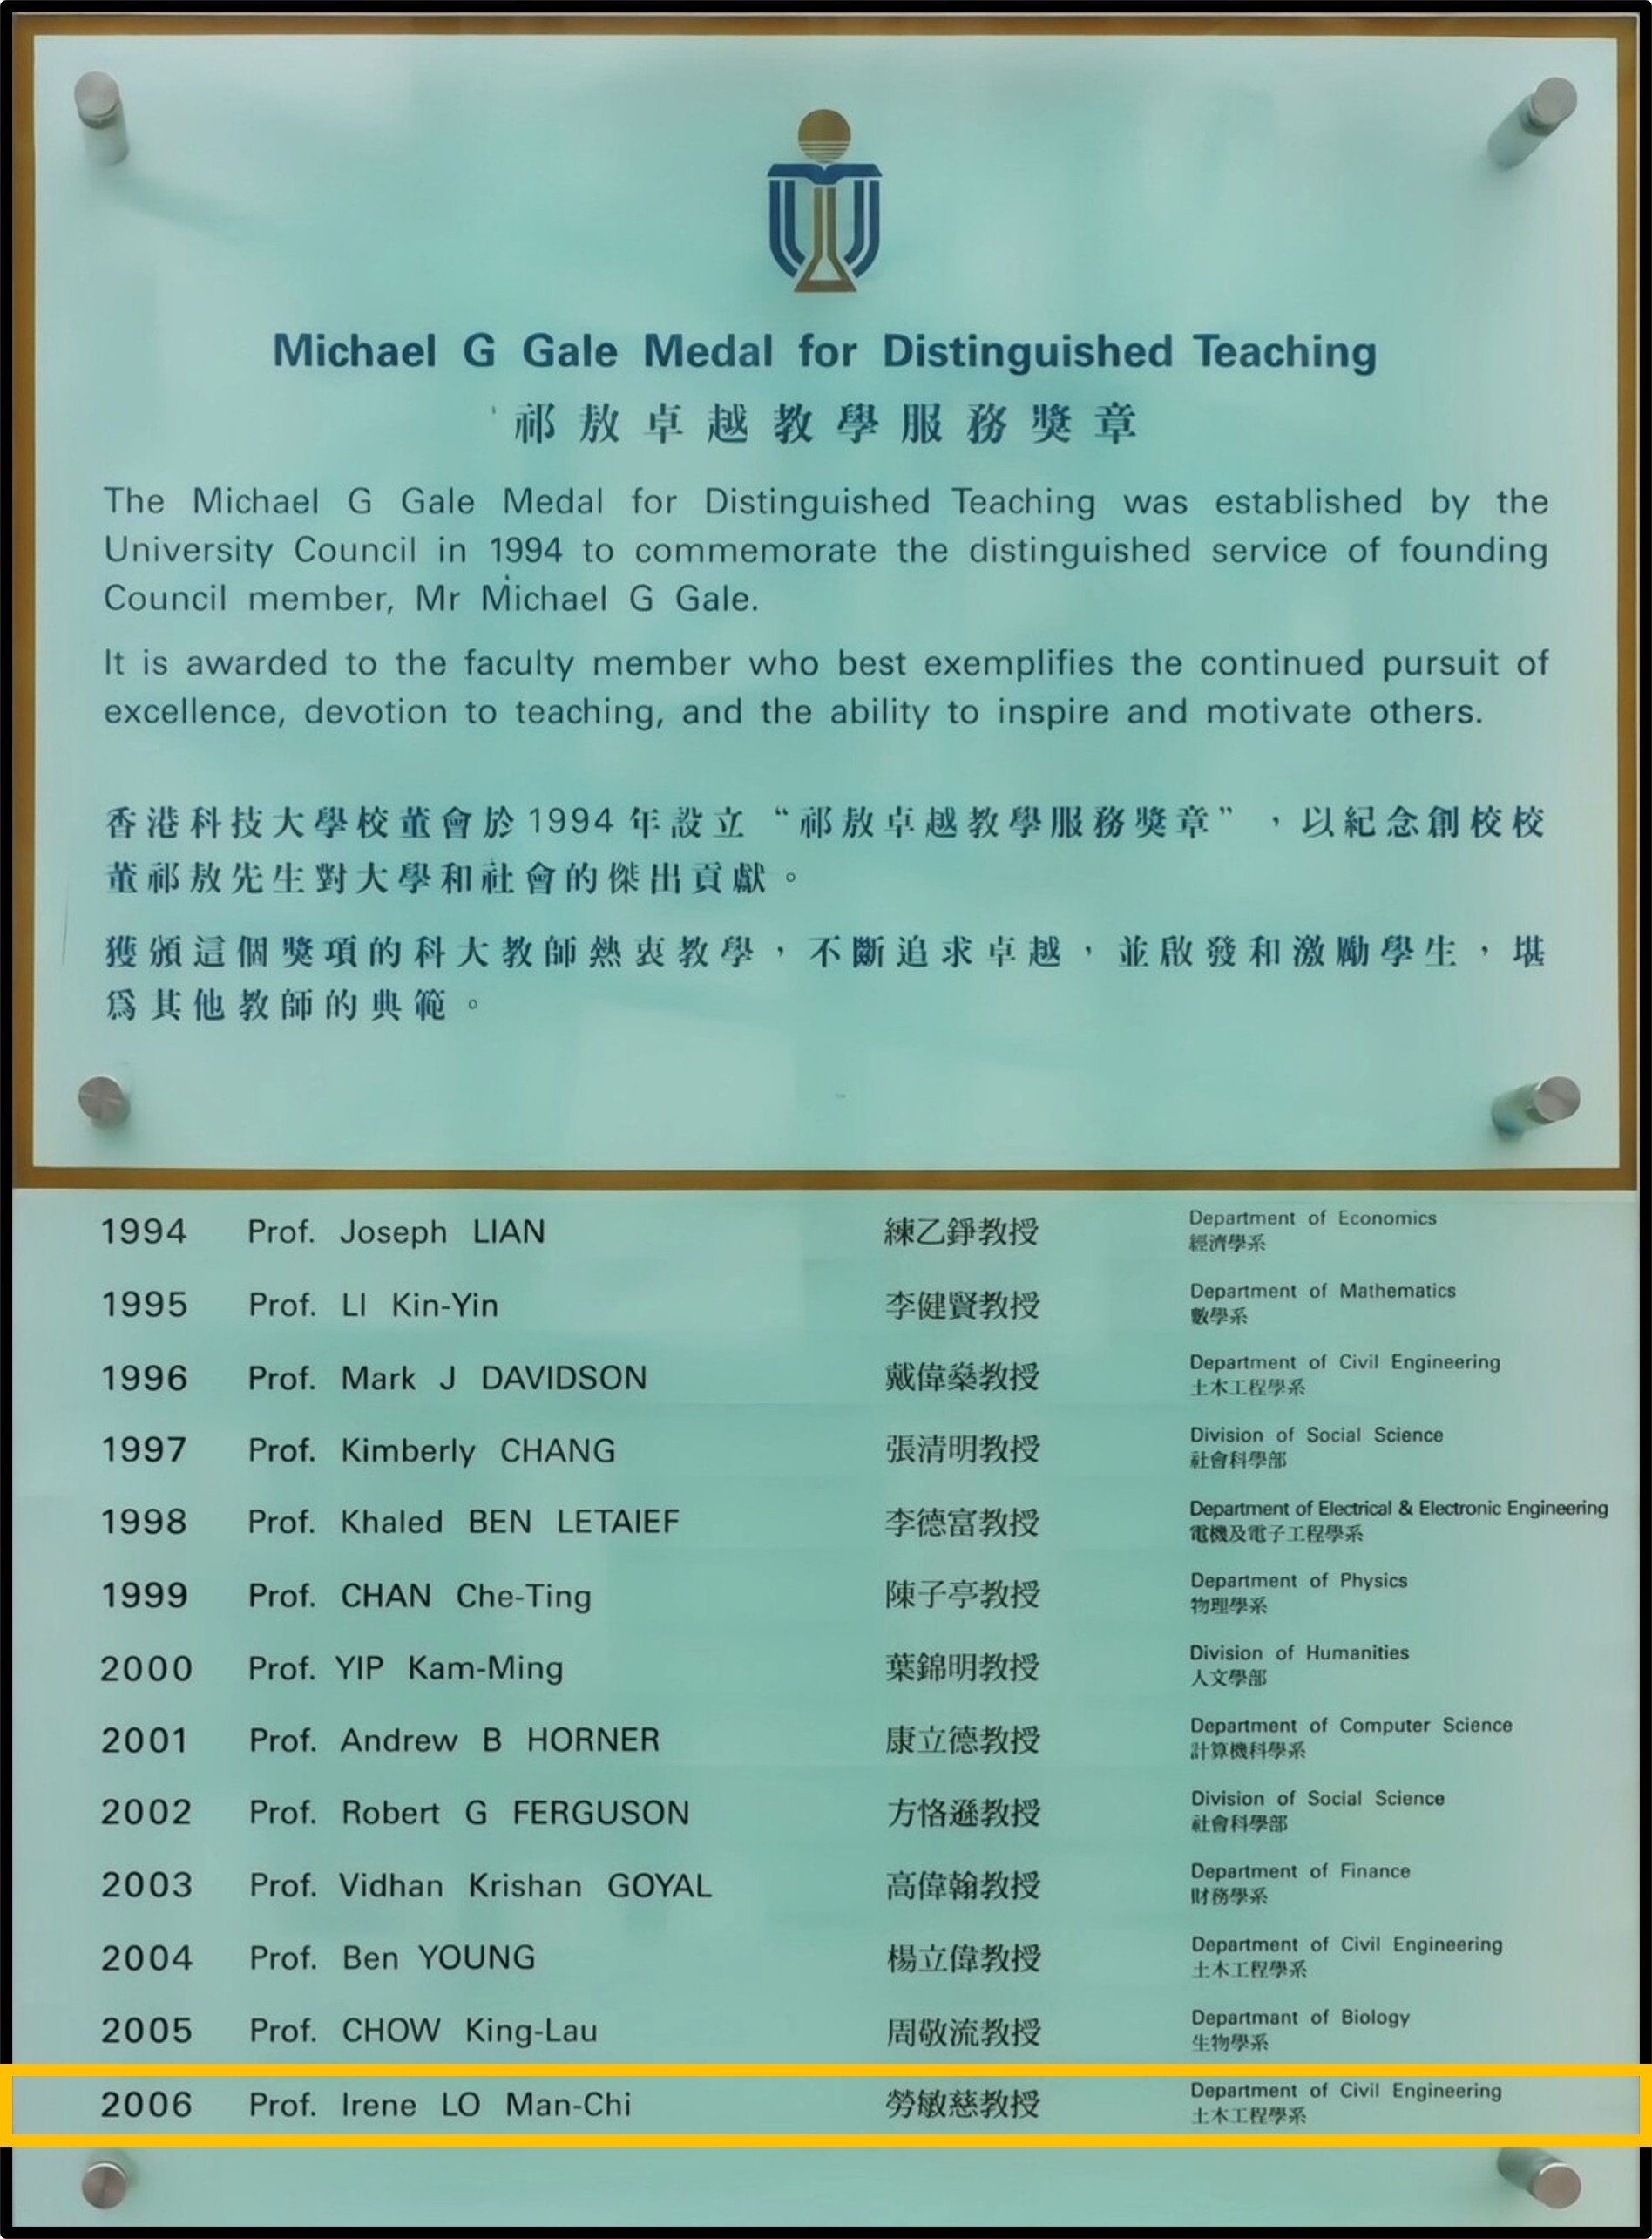 Michael G Gale Medal for Distinguished Teaching
祁敖卓越教學服務獎章
The Michael G Gale Medal for Distinguished Teaching was established by the
University Council in 1994 to commemorate the distinguished service of founding
Council member, Mr Michael G Gale.
It is awarded to the faculty member who best exemplifies the continued pursuit of
excellence, devotion to teaching, and the ability to inspire and motivate others.
香港科技大學校董會於1994年設立“祁敖卓越教學服務獎章”，以紀念創校校
董祁敖先生對大學和社會的傑出貢獻。
獲頒這個獎項的科大教師熱衷教學，不斷追求卓越，並啟發和激勵學生，堪
爲其他教師的典範。
1994 Prof. Joseph LIAN 練乙錚教授 Department of Economics
經濟學系
1995 Prof. LI Kin-Yin 李健賢教授 Department of Mathematics
數學系
1996 Prof. Mark J DAVIDSON 戴偉燊教授 Department of Civil Engineering
土木工程學系
1997 Prof. Kimberly CHANG 張清明教授 Division of Social Science
社會科學部
1998 Prof. Khaled BEN LETAIEF 李德富教授 Department of Electrical & Electronic Engineering
電機及電子工程學系
1999 Prof. CHAN Che-Ting 陳子亭教授 Department of Physics
物理學系
2000 Prof. YIP Kam-Ming 葉錦明教授 Division of Humanities
人文學部
2001 Prof. Andrew B HORNER 康立德教授 Department of Computer Science
計算機科學系
2002 Prof. Robert G FERGUSON 方恪遜教授 Division of Social Science
社會科學部
2003 Prof. Vidhan Krishan GOYAL 高偉翰教授 Department of Finance
財務學系
2004 Prof. Ben YOUNG 楊立偉教授 Department of Civil Engineering
土木工程學系
2005 Prof. CHOW King-Lau 周敬流教授 Departmant of Biology
生物學系
2006 Prof. Irene LO Man-Chi 勞敏慈教授 Department of Civil Engineering
土木工程學系